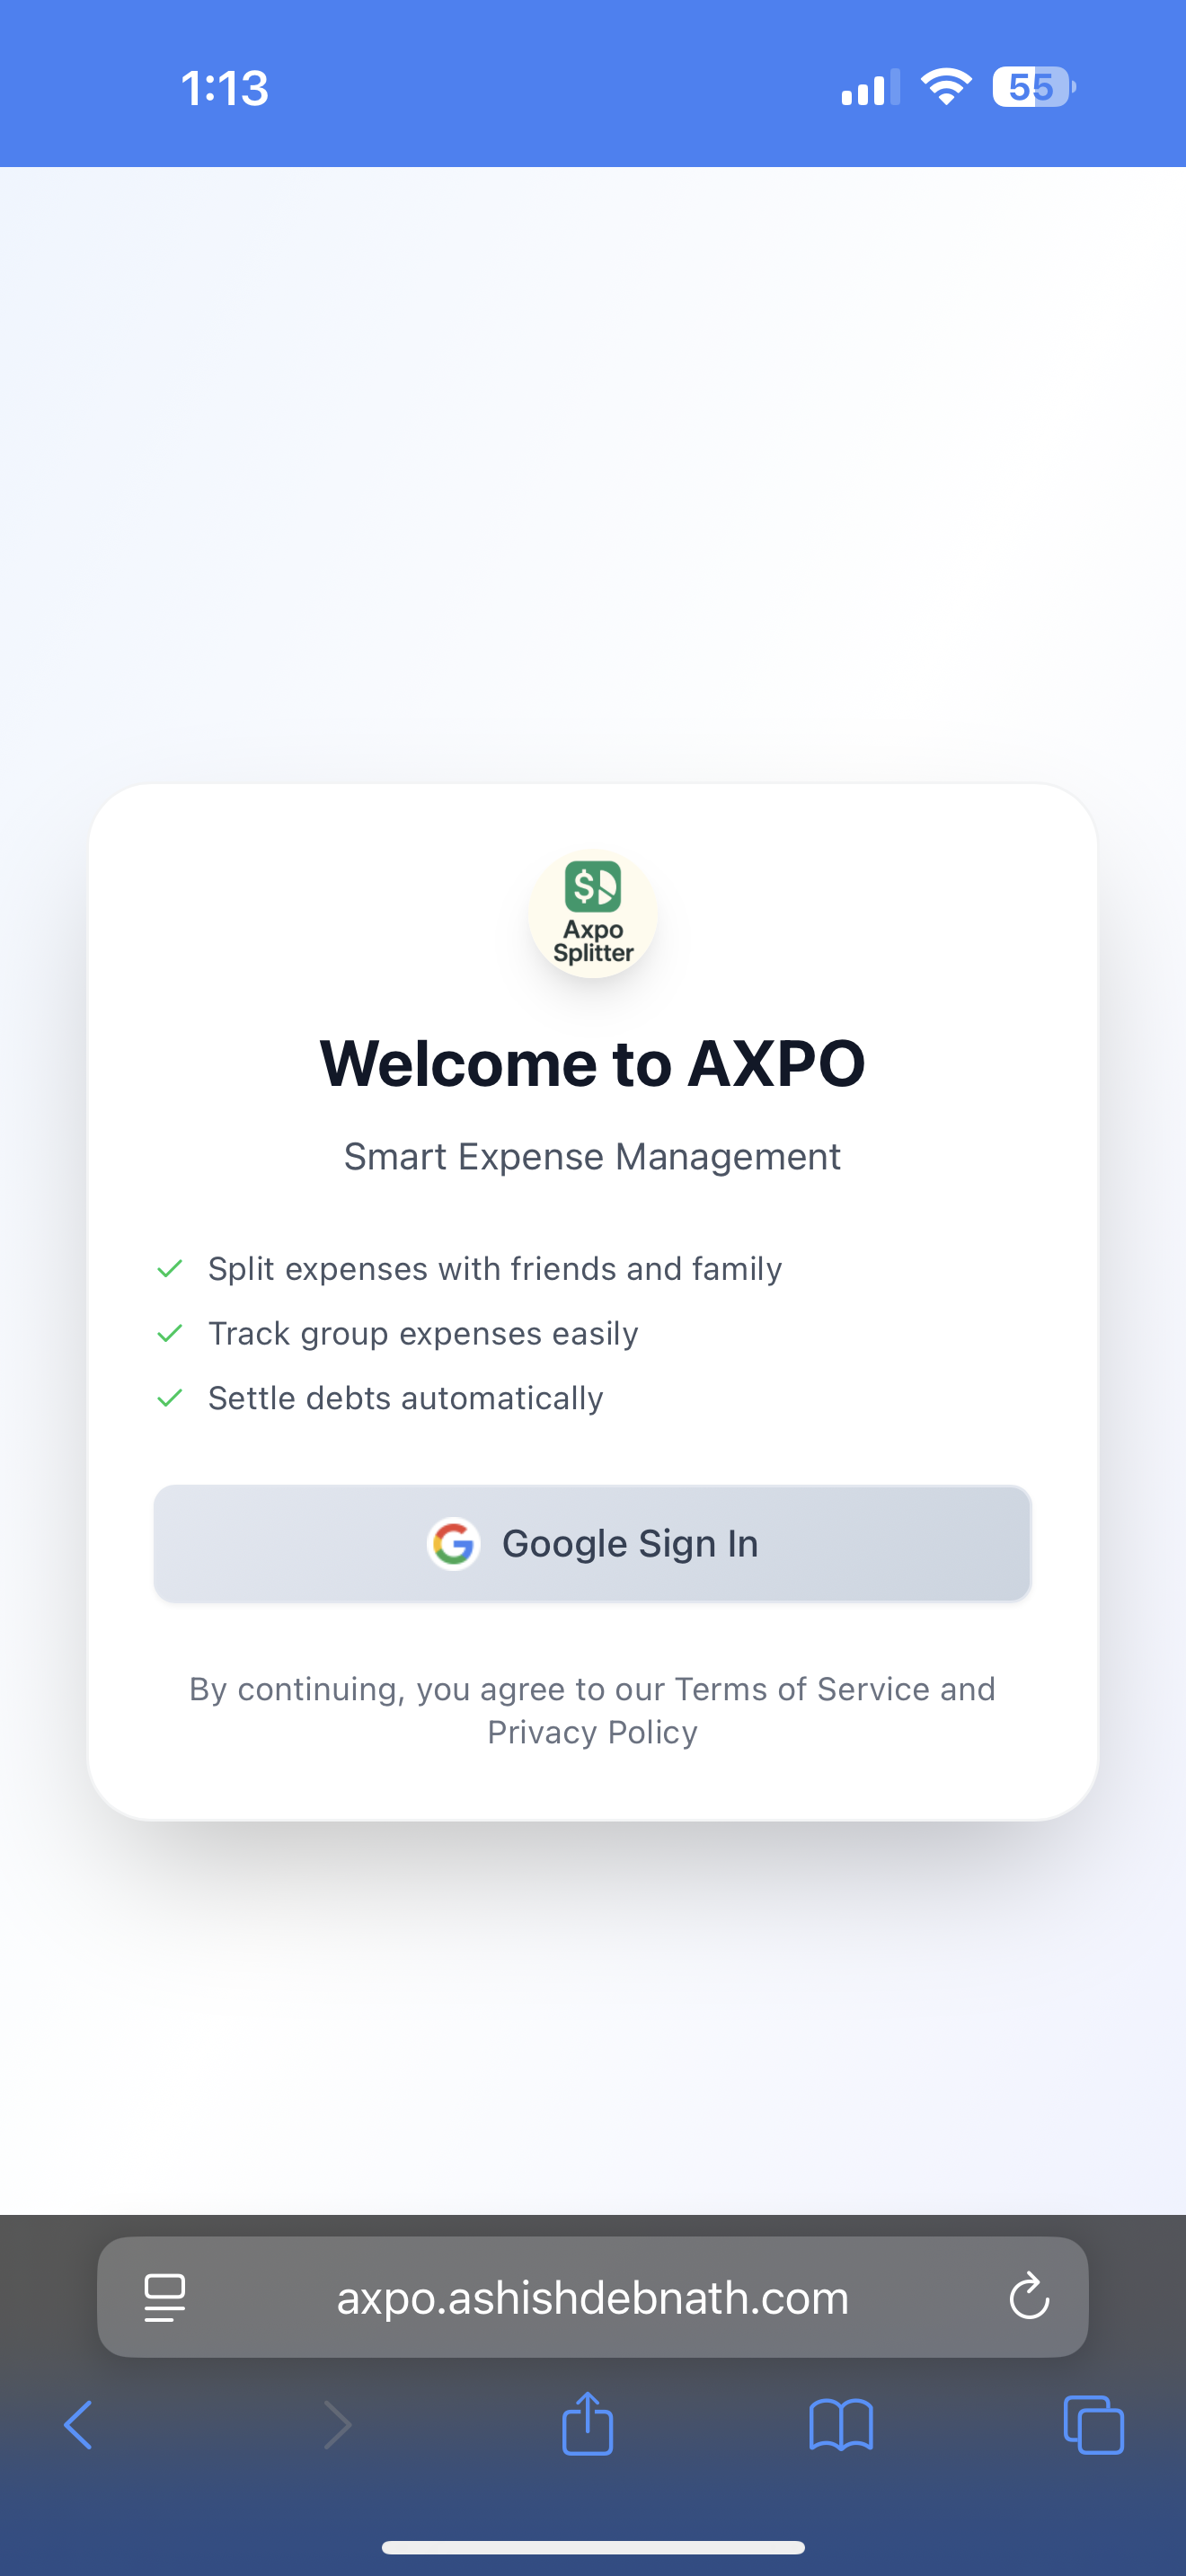 1:13
55
$
Axpo
Splitter
Welcome to AXPO
Smart Expense Management
Split expenses with friends and family
Track group expenses easily
Settle debts automatically
Google Sign In
By continuing, you agree to our Terms of Service and
Privacy Policy
axpo.ashishdebnath.com